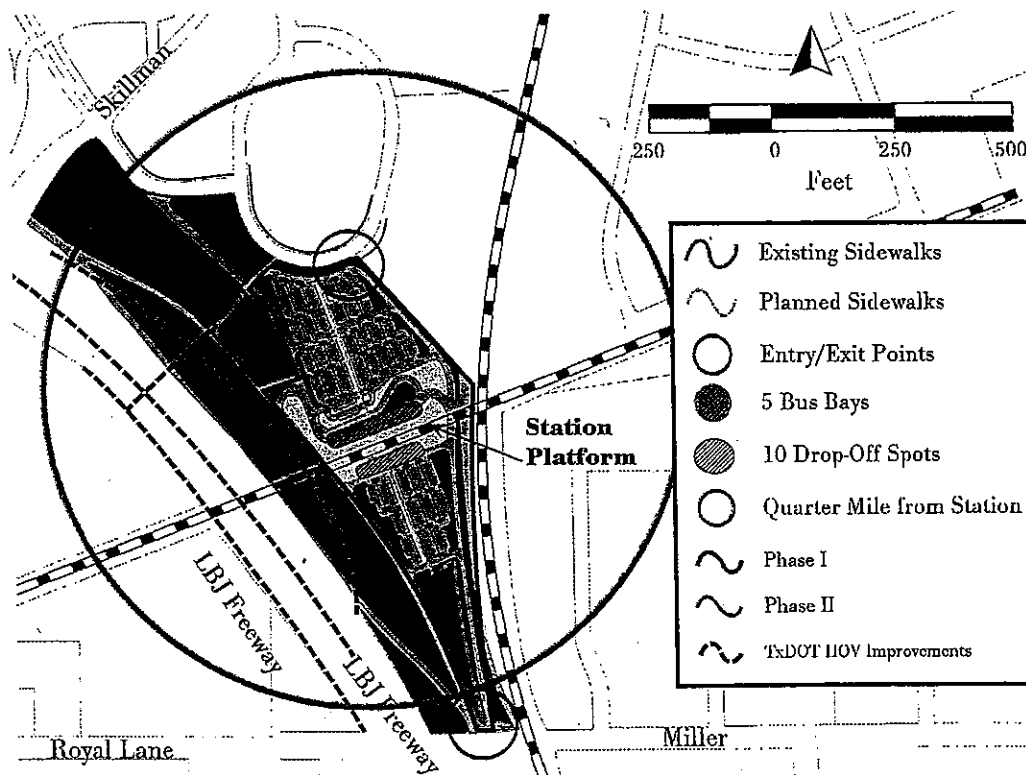 Skillman
250 0 250 500
Feet
Existing Sidewalks
Planned Sidewalks
Entry/Exit Points
5 Bus Bays
10 Drop-Off Spots
Quarter Mile from Station
Phase I
Phase II
TxDOT HOV Improvements
Station
Platform
LBJ Freeway
LBJ Freeway
Royal Lane
Miller